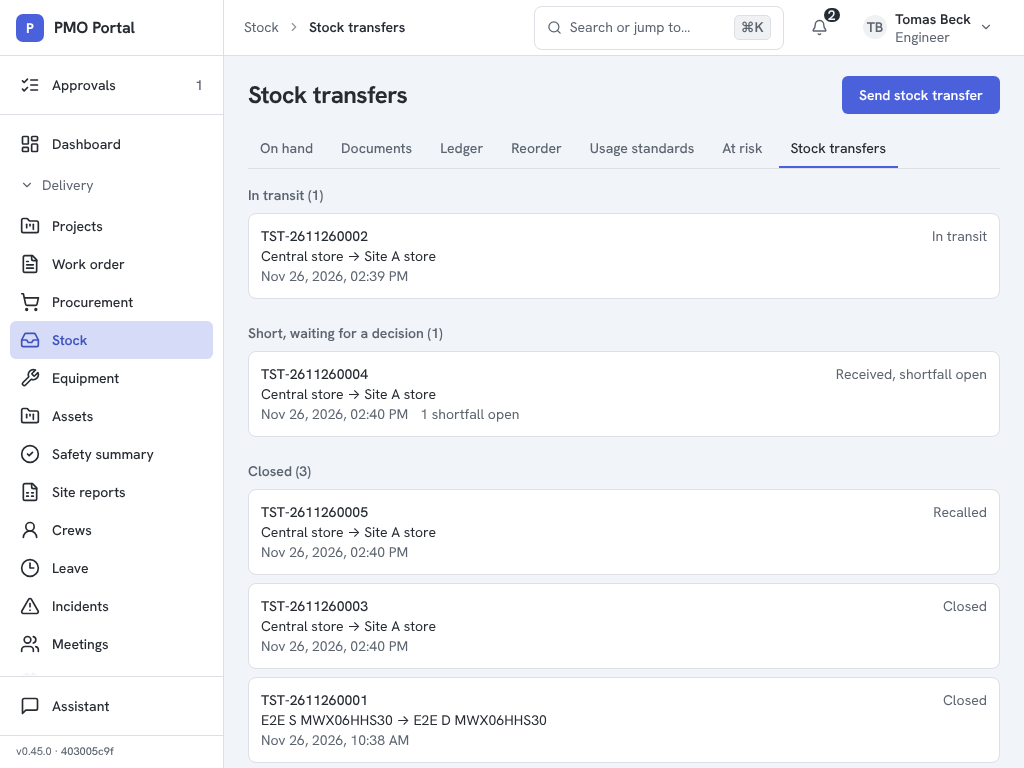 P PMO Portal
Stock > Stock transfers
Search or jump to...
⌘K
2
TB
Tomas Beck
Engineer
Approvals 1
Dashboard
Delivery
Projects
Work order
Procurement
Stock
Equipment
Assets
Safety summary
Site reports
Crews
Leave
Incidents
Meetings
Assistant
v0.45.0 · 403005c9f
Stock transfers
Send stock transfer
On hand Documents Ledger Reorder Usage standards At risk Stock transfers
In transit (1)
TST-2611260002 In transit
Central store → Site A store
Nov 26, 2026, 02:39 PM
Short, waiting for a decision (1)
TST-2611260004 Received, shortfall open
Central store → Site A store
Nov 26, 2026, 02:40 PM 1 shortfall open
Closed (3)
TST-2611260005 Recalled
Central store → Site A store
Nov 26, 2026, 02:40 PM
TST-2611260003 Closed
Central store → Site A store
Nov 26, 2026, 02:40 PM
TST-2611260001 Closed
E2E S MWX06HHS30 → E2E D MWX06HHS30
Nov 26, 2026, 10:38 AM